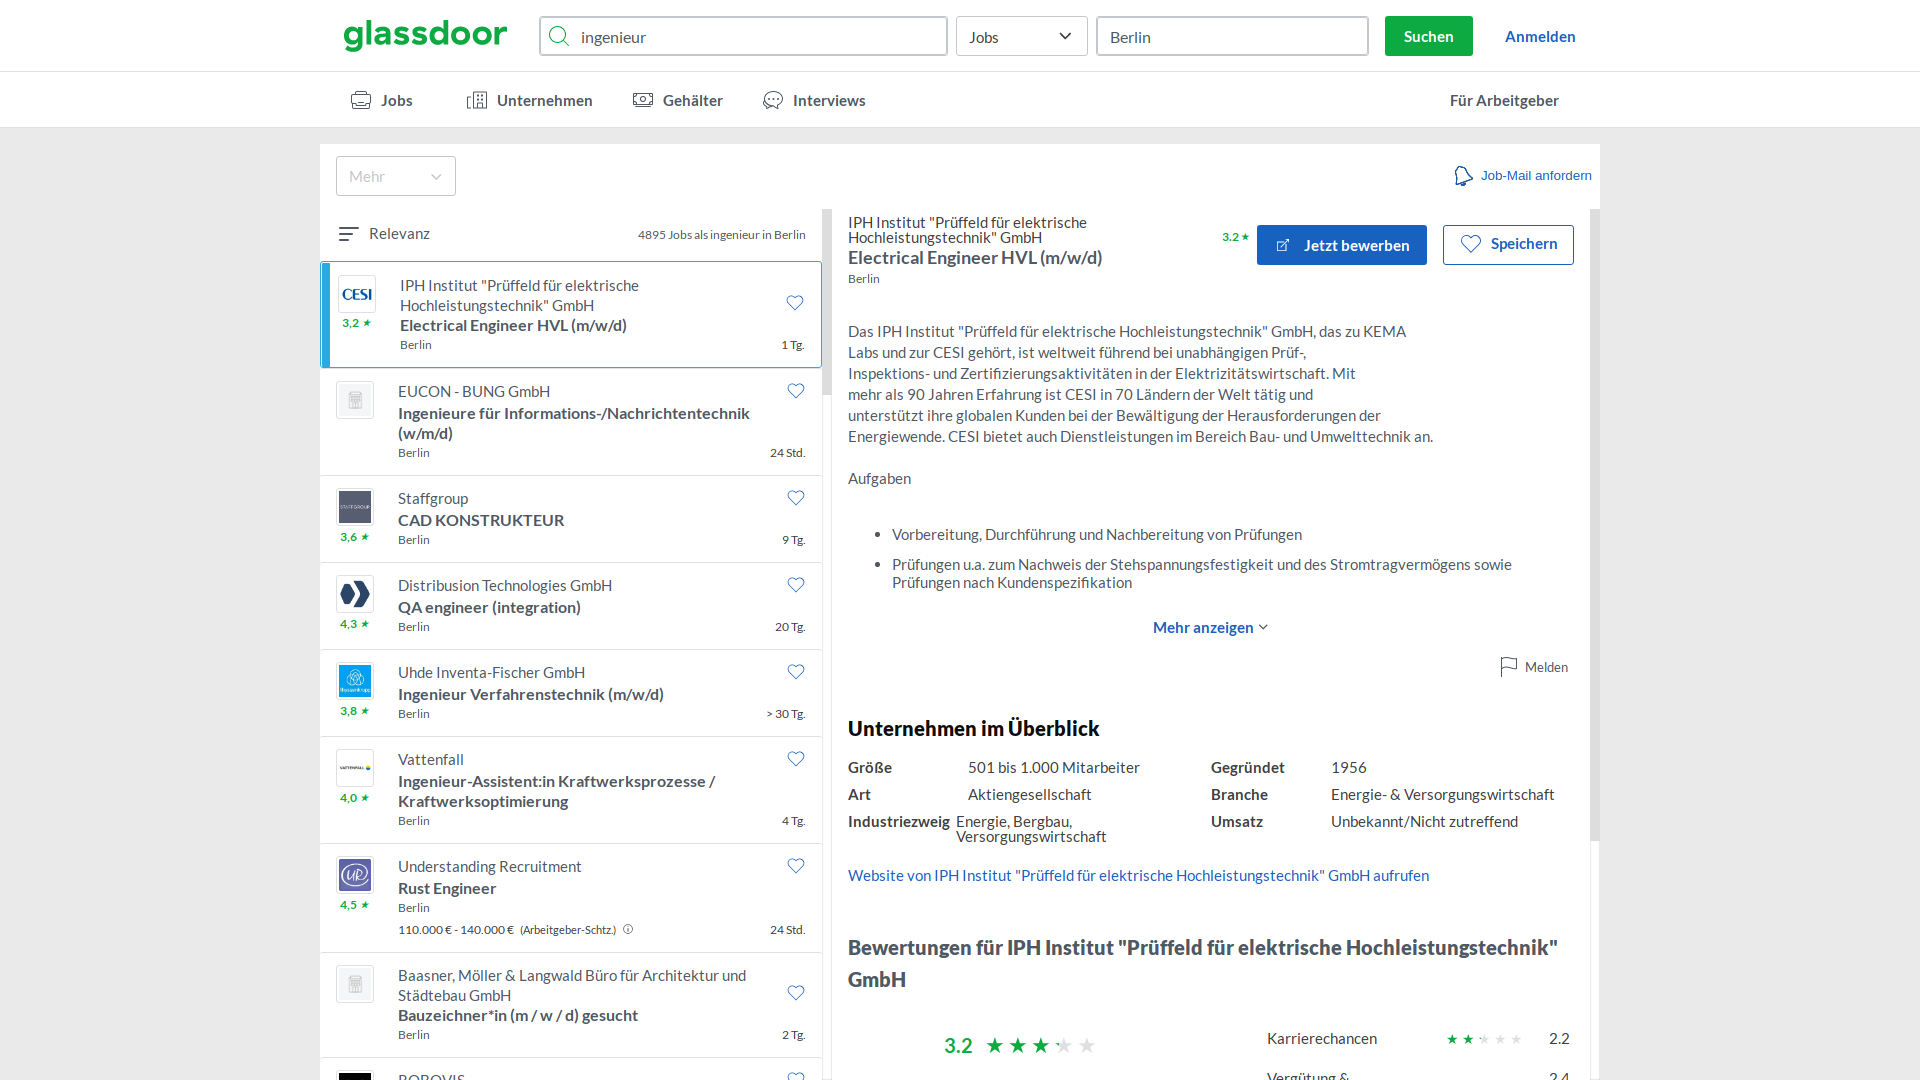 glassdoor
ingenieur
Jobs
Berlin
Suchen
Anmelden
Jobs
Unternehmen
Gehälter
Interviews
Für Arbeitgeber
Mehr
Job-Mail anfordern
Relevanz
4895 Jobs als ingenieur in Berlin
CESI
3,2 ★
IPH Institut "Prüffeld für elektrische
Hochleistungstechnik" GmbH
Electrical Engineer HVL (m/w/d)
Berlin
1 Tg.
EUCON - BUNG GmbH
Ingenieure für Informations-/Nachrichtentechnik
(w/m/d)
Berlin
24 Std.
STAFFGROUP
3,6 ★
Staffgroup
CAD KONSTRUKTEUR
Berlin
9 Tg.
4,3 ★
Distribusion Technologies GmbH
QA engineer (integration)
Berlin
20 Tg.
thyssenkrupp
3,8 ★
Uhde Inventa-Fischer GmbH
Ingenieur Verfahrenstechnik (m/w/d)
Berlin
> 30 Tg.
VATTENFALL
4,0 ★
Vattenfall
Ingenieur-Assistent:in Kraftwerksprozesse /
Kraftwerksoptimierung
Berlin
4 Tg.
UR
4,5 ★
Understanding Recruitment
Rust Engineer
Berlin
110.000 € - 140.000 € (Arbeitgeber-Schtz.)
24 Std.
Baasner, Möller & Langwald Büro für Architektur und
Städtebau GmbH
Bauzeichner*in (m / w / d) gesucht
Berlin
2 Tg.
IPH Institut "Prüffeld für elektrische
Hochleistungstechnik" GmbH
3.2 ★
Electrical Engineer HVL (m/w/d)
Berlin
Jetzt bewerben
Speichern
Das IPH Institut "Prüffeld für elektrische Hochleistungstechnik" GmbH, das zu KEMA
Labs und zur CESI gehört, ist weltweit führend bei unabhängigen Prüf-,
Inspektions- und Zertifizierungsaktivitäten in der Elektrizitätswirtschaft. Mit
mehr als 90 Jahren Erfahrung ist CESI in 70 Ländern der Welt tätig und
unterstützt ihre globalen Kunden bei der Bewältigung der Herausforderungen der
Energiewende. CESI bietet auch Dienstleistungen im Bereich Bau- und Umwelttechnik an.
Aufgaben
• Vorbereitung, Durchführung und Nachbereitung von Prüfungen
• Prüfungen u.a. zum Nachweis der Stehspannungsfestigkeit und des Stromtragvermögens sowie
Prüfungen nach Kundenspezifikation
Mehr anzeigen
Melden
Unternehmen im Überblick
Größe 501 bis 1.000 Mitarbeiter
Gegründet 1956
Art Aktiengesellschaft
Branche Energie- & Versorgungswirtschaft
Industriezweig Energie, Bergbau,
Versorgungswirtschaft
Umsatz Unbekannt/Nicht zutreffend
Website von IPH Institut "Prüffeld für elektrische Hochleistungstechnik" GmbH aufrufen
Bewertungen für IPH Institut "Prüffeld für elektrische Hochleistungstechnik"
GmbH
3.2 ★★★★★
Karrierechancen ★★★★★ 2.2
Vergütung & 2.4